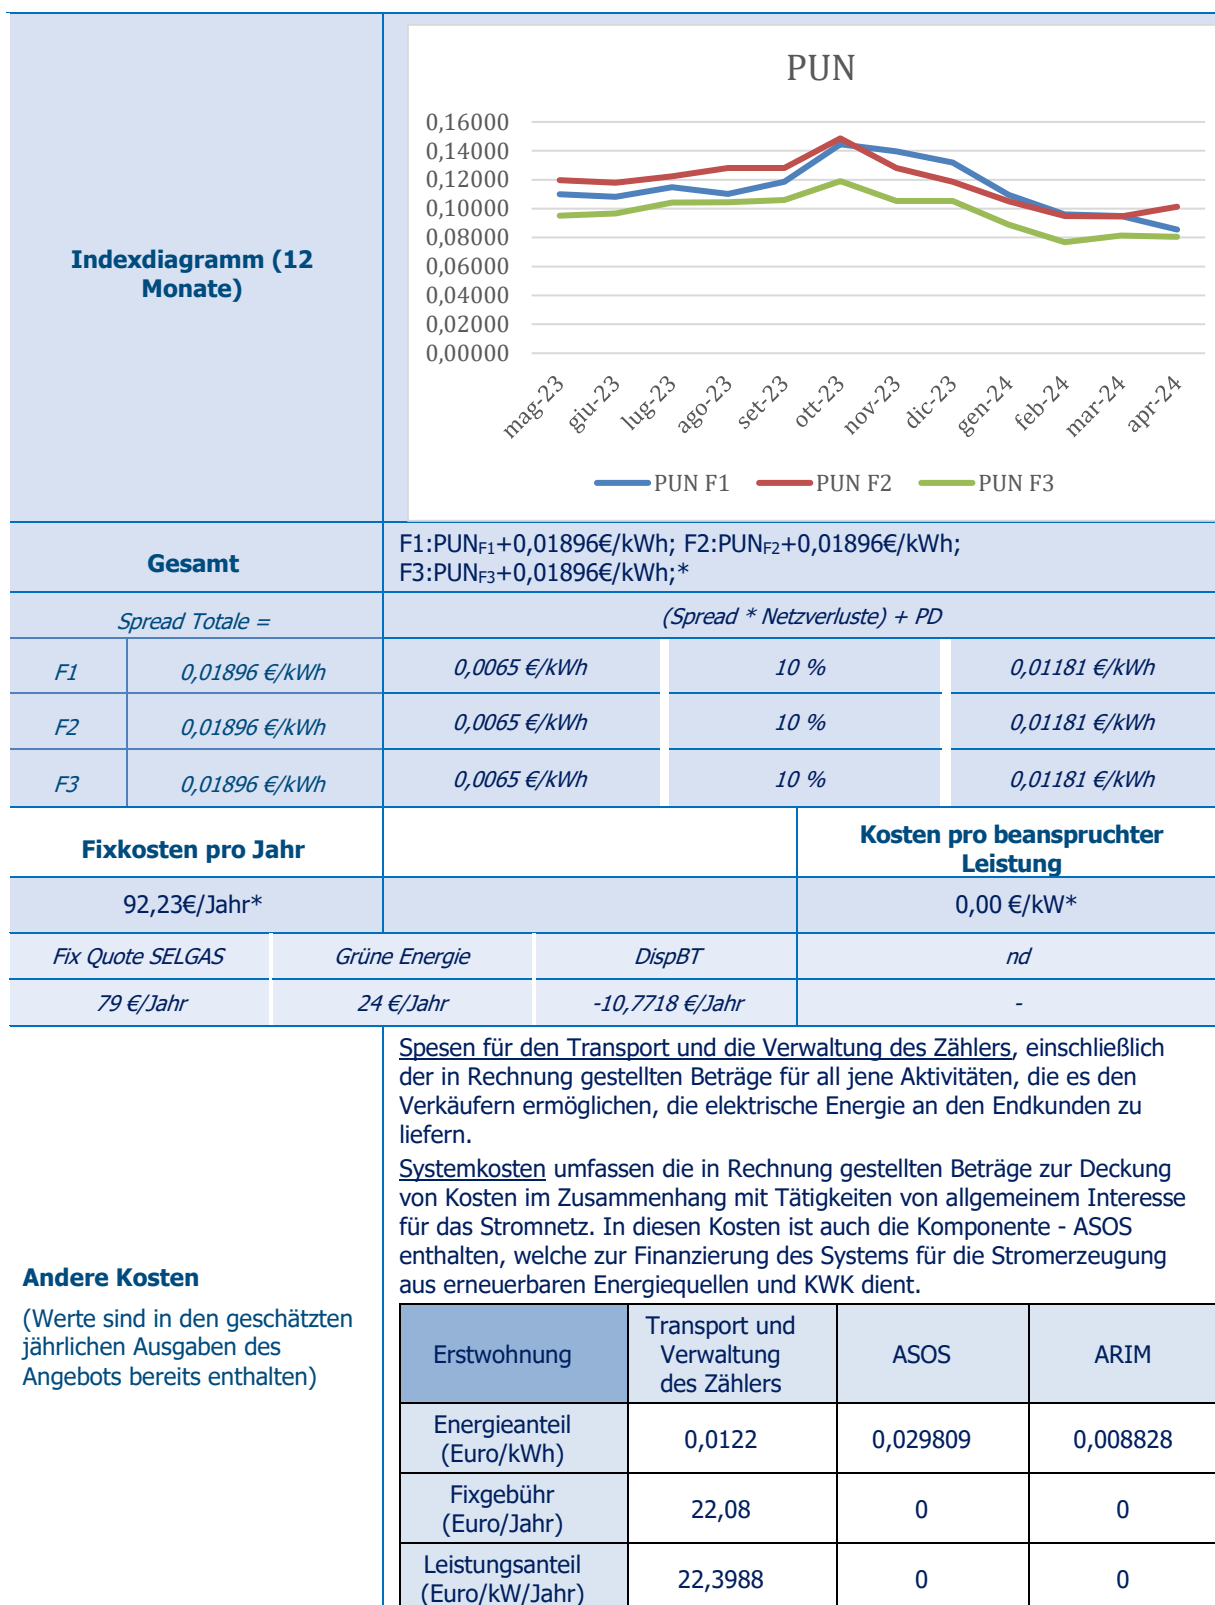 Indexdiagramm (12
Monate)
PUN
0,16000
0,14000
0,12000
0,10000
0,08000
0,06000
0,04000
0,02000
0,00000
mag-23
giu-23
lug-23
ago-23
set-23
ott-23
nov-23
dic-23
gen-24
feb-24
mar-24
apr-24
PUN F1 PUN F2 PUN F3
Gesamt
F1:PUNF1+0,01896€/kWh; F2:PUNF2+0,01896€/kWh;
F3:PUNF3+0,01896€/kWh;*
Spread Totale = (Spread * Netzverluste) + PD
F1 0,01896 €/kWh 0,0065 €/kWh 10 % 0,01181 €/kWh
F2 0,01896 €/kWh 0,0065 €/kWh 10 % 0,01181 €/kWh
F3 0,01896 €/kWh 0,0065 €/kWh 10 % 0,01181 €/kWh
Fixkosten pro Jahr
Kosten pro beanspruchter
Leistung
92,23€/Jahr* 0,00 €/kW*
Fix Quote SELGAS Grüne Energie DispBT nd
79 €/Jahr 24 €/Jahr -10,7718 €/Jahr -
Andere Kosten
(Werte sind in den geschätzten
jährlichen Ausgaben des
Angebots bereits enthalten)
Spesen für den Transport und die Verwaltung des Zählers, einschließlich
der in Rechnung gestellten Beträge für all jene Aktivitäten, die es den
Verkäufern ermöglichen, die elektrische Energie an den Endkunden zu
liefern.
Systemkosten umfassen die in Rechnung gestellten Beträge zur Deckung
von Kosten im Zusammenhang mit Tätigkeiten von allgemeinem Interesse
für das Stromnetz. In diesen Kosten ist auch die Komponente - ASOS
enthalten, welche zur Finanzierung des Systems für die Stromerzeugung
aus erneuerbaren Energiequellen und KWK dient.
Erstwohnung
Transport und
Verwaltung
des Zählers
ASOS
ARIM
Energieanteil
(Euro/kWh)
0,0122 0,029809 0,008828
Fixgebühr
(Euro/Jahr)
22,08 0 0
Leistungsanteil
(Euro/kW/Jahr)
22,3988 0 0